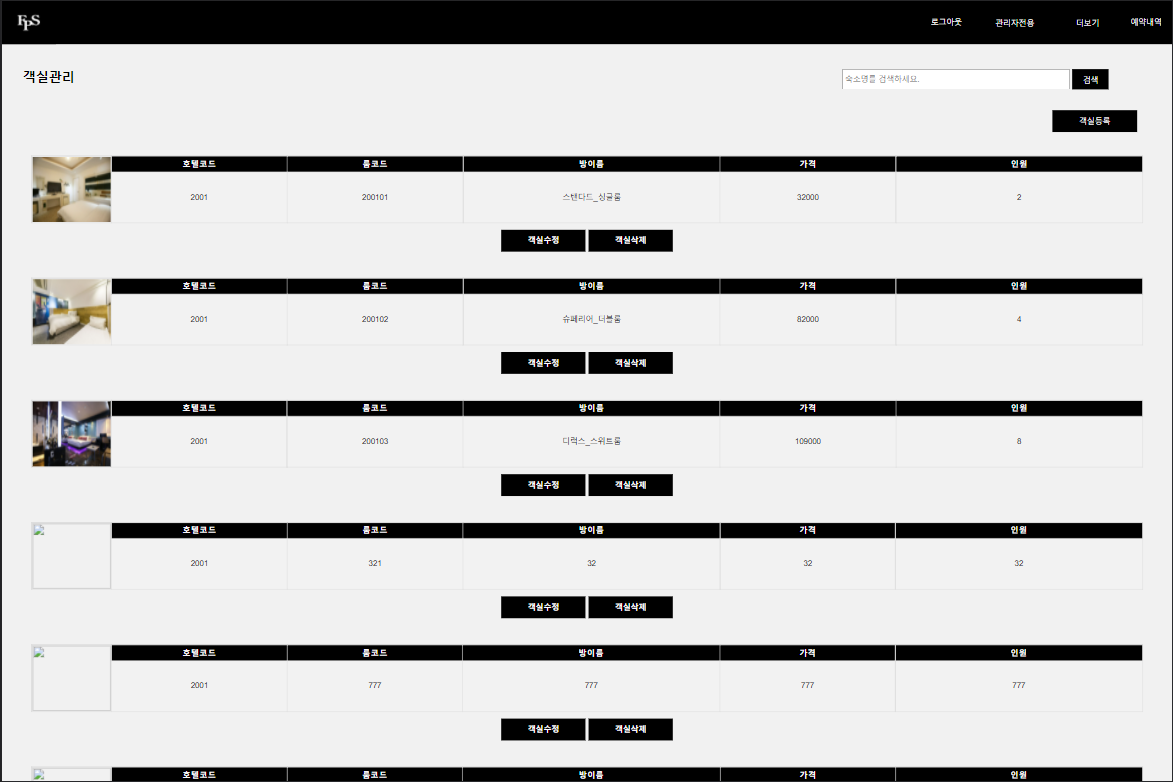 FPS
로그아웃 관리자전용 더보기 예약내역
객실관리
숙소명를 검색하세요. 검색
객실등록
호텔코드 룸코드 방이름 가격 인원
2001 200101 스탠다드_싱글룸 32000 2
객실수정 객실삭제
호텔코드 룸코드 방이름 가격 인원
2001 200102 슈페리어_더블룸 82000 4
객실수정 객실삭제
호텔코드 룸코드 방이름 가격 인원
2001 200103 디럭스_스위트룸 109000 8
객실수정 객실삭제
호텔코드 룸코드 방이름 가격 인원
2001 321 32 32 32
객실수정 객실삭제
호텔코드 룸코드 방이름 가격 인원
2001 777 777 777 777
객실수정 객실삭제
호텔코드 룸코드 방이름 가격 인원